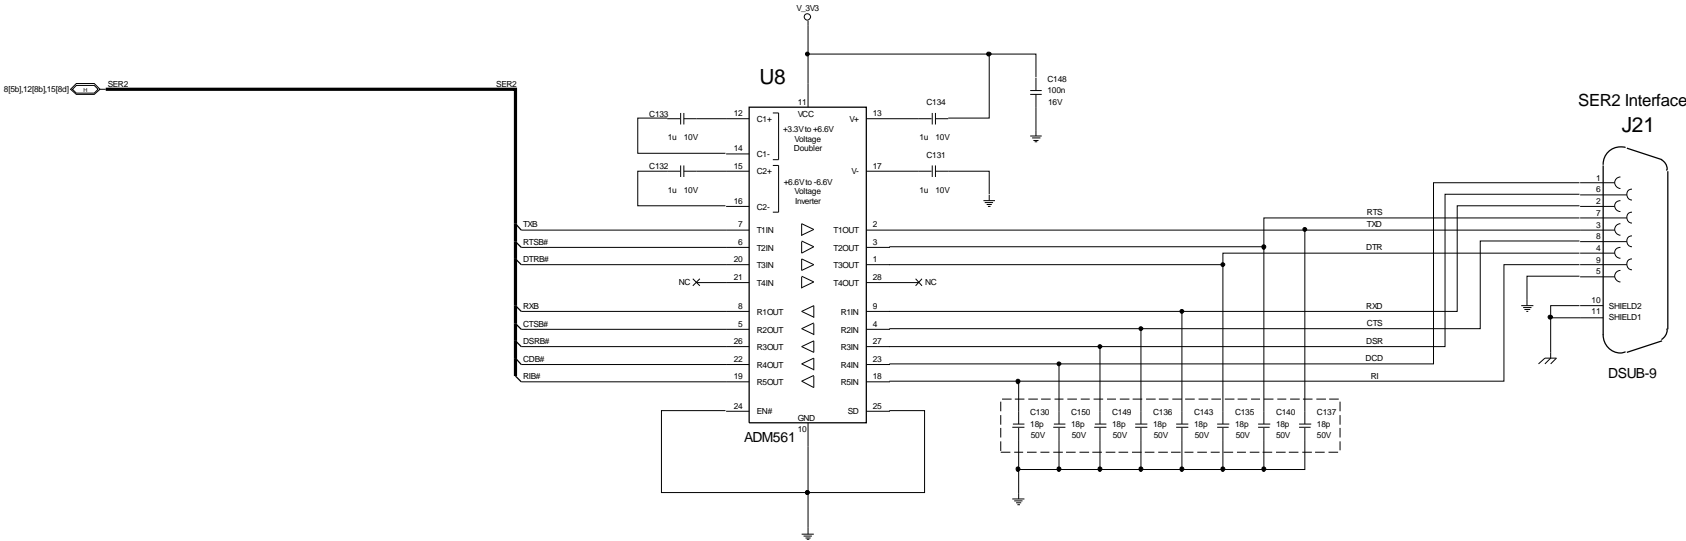 V_3V3
8[5b],12[8b],15[8d]
H
SER2
SER2
U8
C148
100n
16V
SER2 Interface
J21
C133
1u 10V
C134
1u 10V
C132
1u 10V
C131
1u 10V
12
14
15
16
11
VCC
13
17
C1+
C1-
C2+
C2-
+3.3V to +6.6V
Voltage
Doubler
+6.6V to -6.6V
Voltage
Inverter
V+
V-
TXB 7 T1IN T1OUT 2 TXD
RTSB# 6 T2IN T2OUT 3 RTS
DTRB# 20 T3IN T3OUT 1 DTR
NC 21 T4IN T4OUT 28 NC
RXB 8 R1OUT R1IN 9 RXD
CTSB# 5 R2OUT R2IN 4 CTS
DSRB# 26 R3OUT R3IN 27 DSR
CDB# 22 R4OUT R4IN 23 DCD
RIB# 19 R5OUT R5IN 18 RI
24 EN# SD 25
GND
10
ADM561
1
6
2
7
3
8
4
9
5
10 SHIELD2
11 SHIELD1
DSUB-9
C130 C150 C149 C136 C143 C135 C140 C137
18p 18p 18p 18p 18p 18p 18p 18p
50V 50V 50V 50V 50V 50V 50V 50V